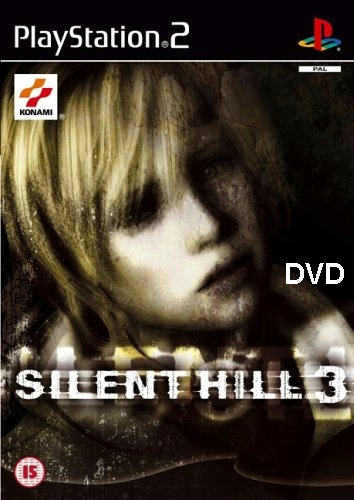 PlayStation®2
PAL
KONAMI ®
DVD
SILENT HILL 3
15